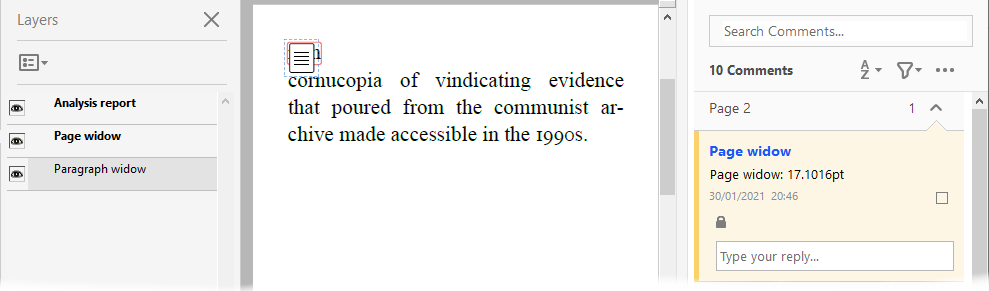 Layers
Analysis report
Page widow
Paragraph widow
cornucopia of vindicating evidence
that poured from the communist ar-
chive made accessible in the 1990s.
Search Comments...
10 Comments
A
Z
Page 2 1
Page widow
Page widow: 17.1016pt
30/01/2021 20:46
Type your reply...